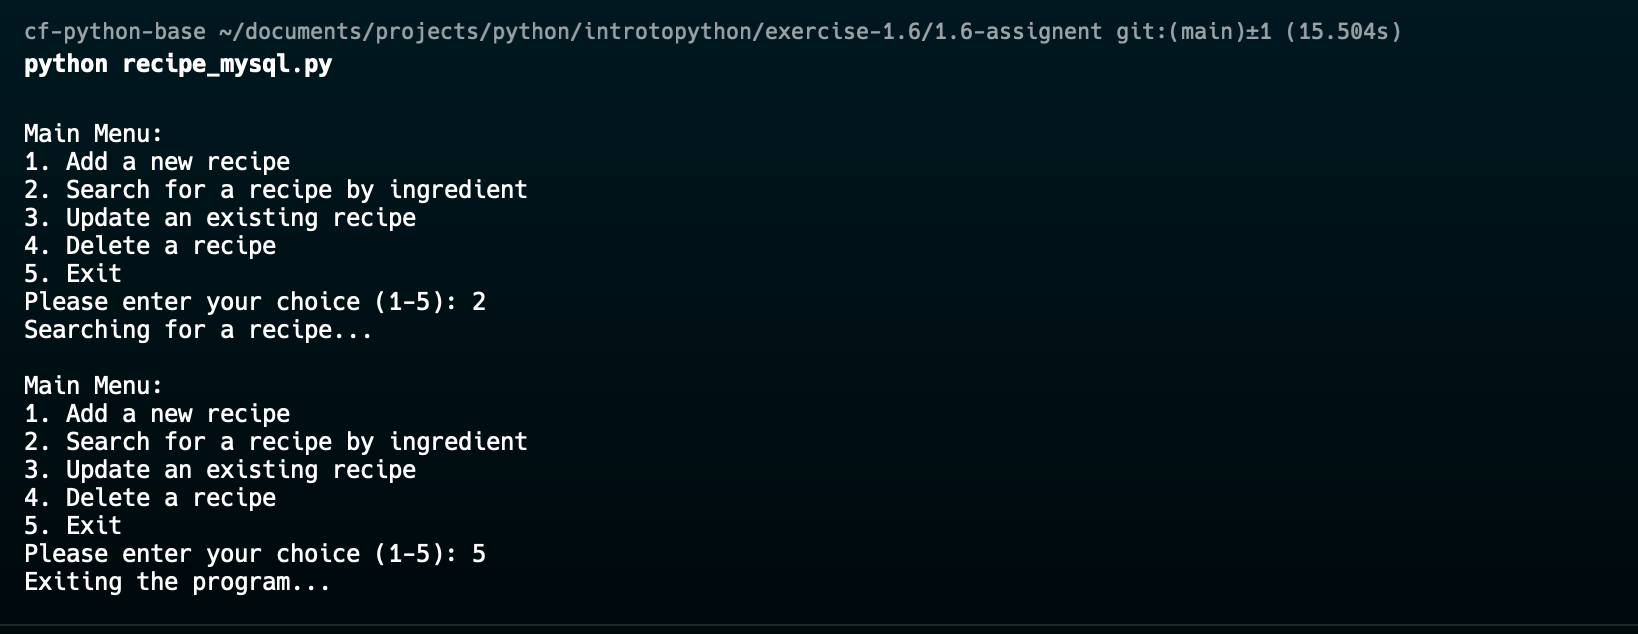 cf-python-base ~/documents/projects/python/introtopython/exercise-1.6/1.6-assignent git:(main)±1 (15.504s)
python recipe_mysql.py
Main Menu:
1. Add a new recipe
2. Search for a recipe by ingredient
3. Update an existing recipe
4. Delete a recipe
5. Exit
Please enter your choice (1-5): 2
Searching for a recipe...
Main Menu:
1. Add a new recipe
2. Search for a recipe by ingredient
3. Update an existing recipe
4. Delete a recipe
5. Exit
Please enter your choice (1-5): 5
Exiting the program...